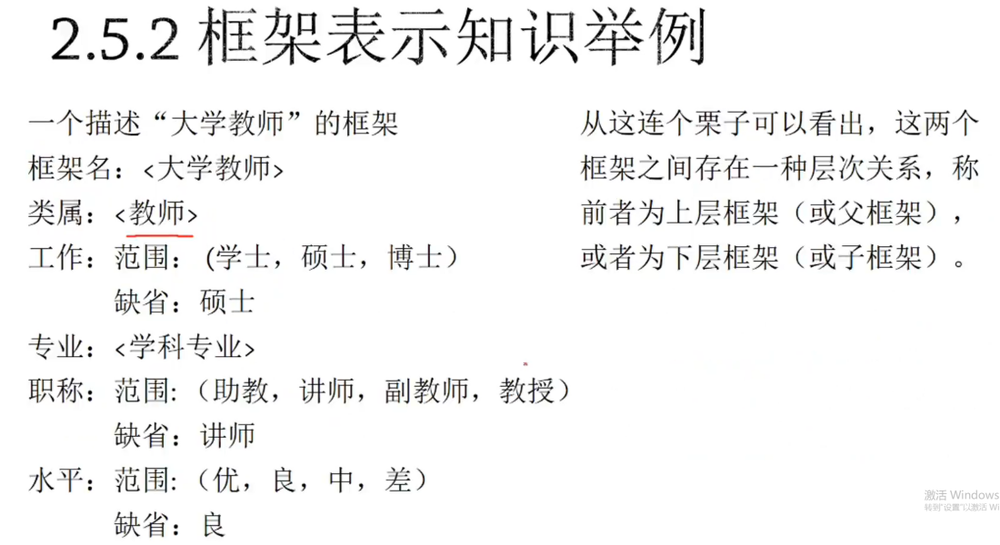 2.5.2 框架表示知识举例
一个描述“大学教师”的框架
框架名：<大学教师>
类属：<教师>
工作：范围：（学士，硕士，博士）
缺省：硕士
专业：<学科专业>
职称：范围:（助教，讲师，副教师，教授）
缺省：讲师
水平：范围:（优，良，中，差）
缺省：良
从这连个栗子可以看出，这两个
框架之间存在一种层次关系，称
前者为上层框架（或父框架），
或者为下层框架（或子框架）。
激活 Windows
转到"设置"以激活 Wi